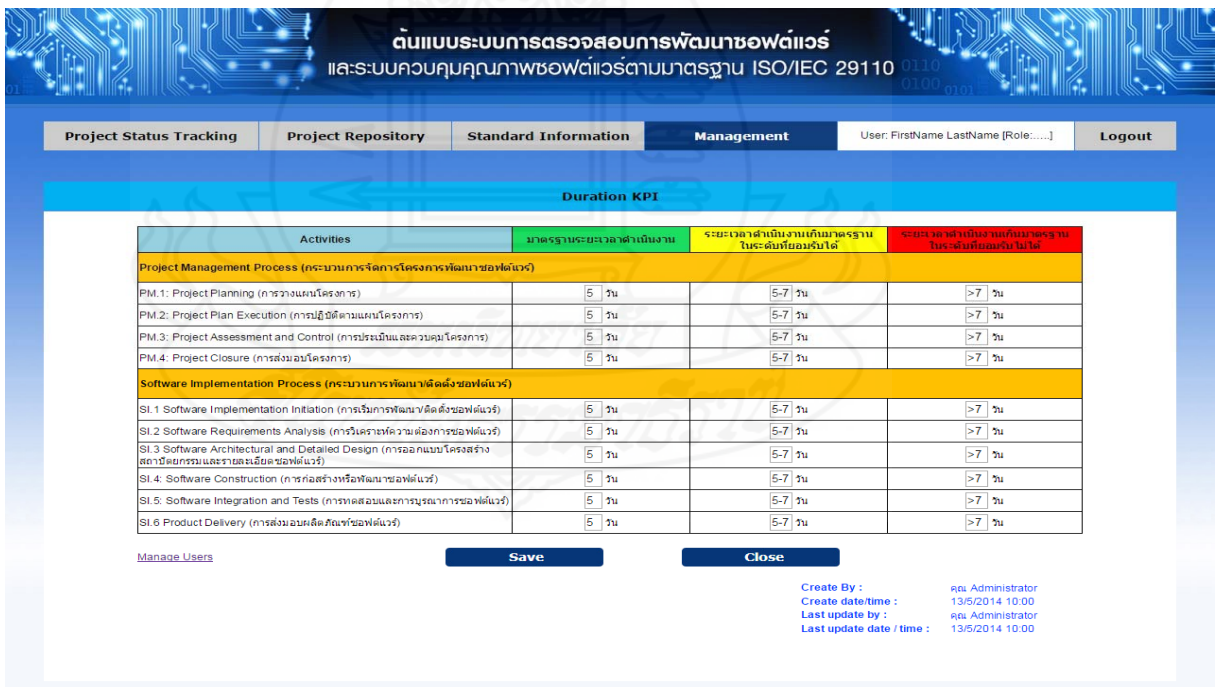 ต้นแบบระบบการตรวจสอบการพัฒนาซอฟต์แวร์
และระบบควบคุมคุณภาพซอฟต์แวร์ตามมาตรฐาน ISO/IEC 29110
Project Status Tracking Project Repository Standard Information Management User: FirstName LastName [Role:.....] Logout
Duration KPI
Activities มาตรฐานระยะเวลาดำเนินงาน ระยะเวลาดำเนินงานเกินมาตรฐาน ระยะเวลาดำเนินงานเกินมาตรฐาน
ในระดับที่ยอมรับได้ ในระดับที่ยอมรับไม่ได้
Project Management Process (กระบวนการจัดการโครงการพัฒนาซอฟต์แวร์)
PM.1: Project Planning (การวางแผนโครงการ) 5 วัน 5-7 วัน >7 วัน
PM.2: Project Plan Execution (การปฏิบัติตามแผนโครงการ) 5 วัน 5-7 วัน >7 วัน
PM.3: Project Assessment and Control (การประเมินและควบคุมโครงการ) 5 วัน 5-7 วัน >7 วัน
PM.4: Project Closure (การส่งมอบโครงการ) 5 วัน 5-7 วัน >7 วัน
Software Implementation Process (กระบวนการพัฒนา/ติดตั้งซอฟต์แวร์)
SI.1 Software Implementation Initiation (การเริ่มการพัฒนา/ติดตั้งซอฟต์แวร์) 5 วัน 5-7 วัน >7 วัน
SI.2 Software Requirements Analysis (การวิเคราะห์ความต้องการซอฟต์แวร์) 5 วัน 5-7 วัน >7 วัน
SI.3 Software Architectural and Detailed Design (การออกแบบโครงสร้าง
สถาปัตยกรรมและรายละเอียดซอฟต์แวร์) 5 วัน 5-7 วัน >7 วัน
SI.4: Software Construction (การก่อสร้างหรือพัฒนาซอฟต์แวร์) 5 วัน 5-7 วัน >7 วัน
SI.5: Software Integration and Tests (การทดสอบและการบูรณาการซอฟต์แวร์) 5 วัน 5-7 วัน >7 วัน
SI.6 Product Delivery (การส่งมอบผลิตภัณฑ์ซอฟต์แวร์) 5 วัน 5-7 วัน >7 วัน
Manage Users Save Close
Create By : คุณ Administrator
Create date/time : 13/5/2014 10:00
Last update by : คุณ Administrator
Last update date / time : 13/5/2014 10:00